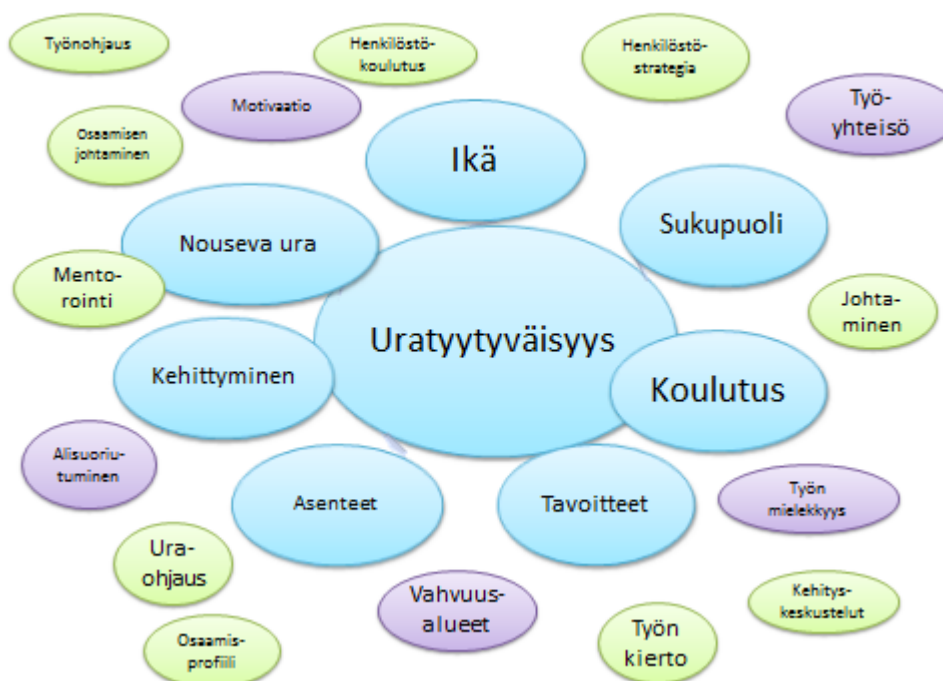 Työnohjaus
Henkilöstö-
koulutus
Henkilöstö-
strategia
Motivaatio
Työ-
yhteisö
Osaamisen
johtaminen
Ikä
Sukupuoli
Nouseva ura
Mento-
rointi
Johta-
minen
Uratyytyväisyys
Kehittyminen
Koulutus
Alisuoriu-
tuminen
Asenteet
Tavoitteet
Työn
mielekkyys
Ura-
ohjaus
Vahvuus-
alueet
Kehitys-
keskustelut
Osaamis-
profiili
Työn
kierto